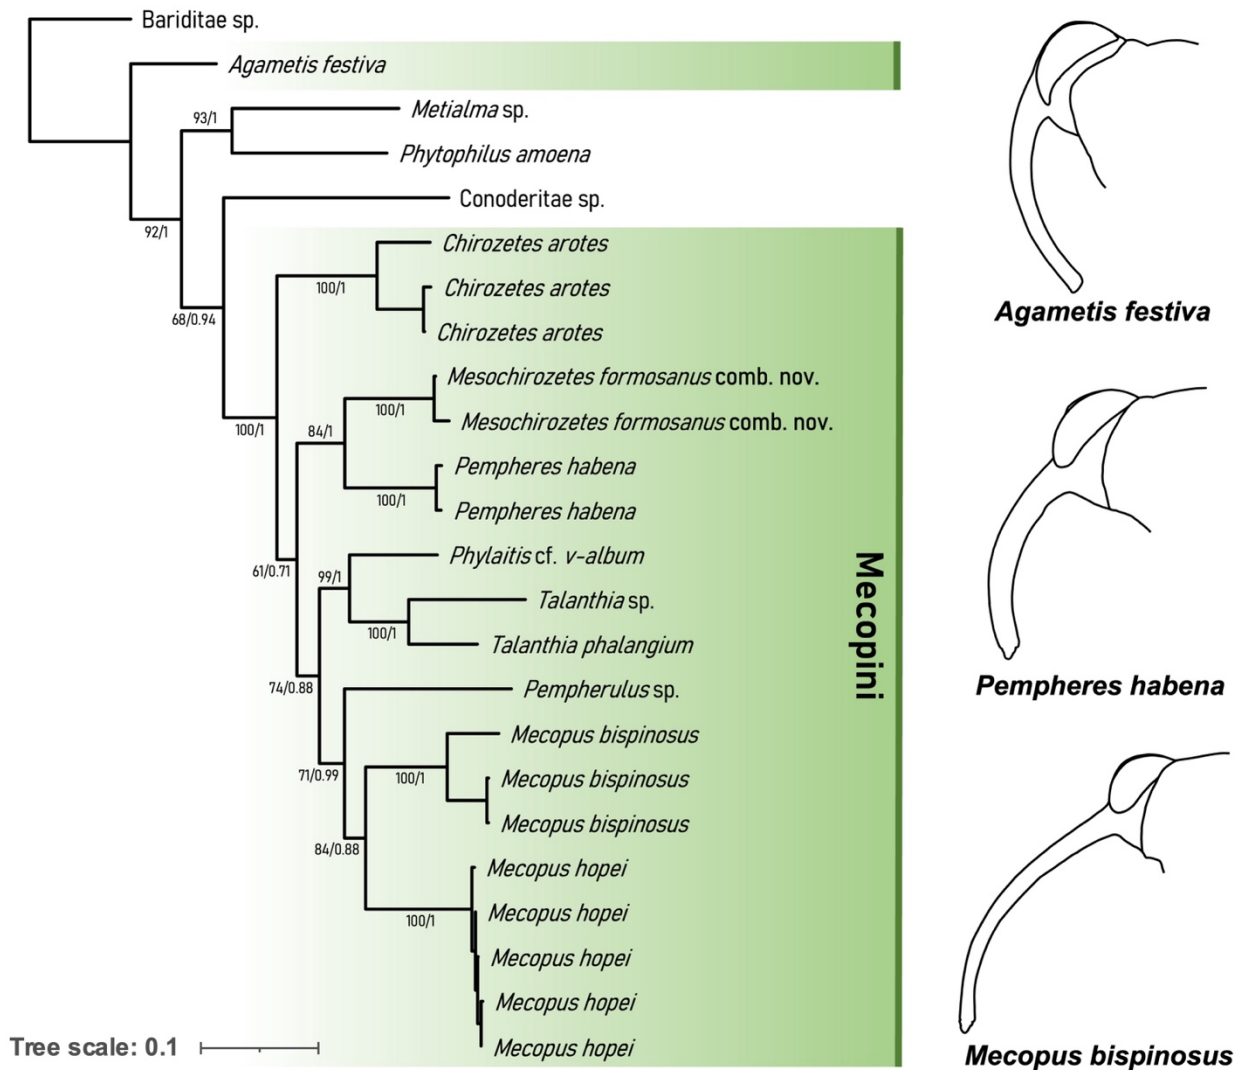 Bariditae sp.
Agametis festiva
Metialma sp.
93/1
Phytophilus amoena
Conoderitae sp.
92/1
Chirozetes arotes
100/1
Chirozetes arotes
68/0.94
Chirozetes arotes
Mesochirozetes formosanus comb. nov.
100/1
Mesochirozetes formosanus comb. nov.
100/1
84/1
Pempheres habena
100/1
Pempheres habena
Phylaitis cf. v-album
61/0.71
99/1
Talanthia sp.
100/1
Talanthia phalangium
74/0.88
Pempherulus sp.
Mecopus bispinosus
71/0.99
100/1
Mecopus bispinosus
Mecopus bispinosus
84/0.88
Mecopus hopei
100/1
Mecopus hopei
Mecopus hopei
Mecopus hopei
Mecopus hopei
Tree scale: 0.1
Mecopini
Agametis festiva
Pempheres habena
Mecopus bispinosus